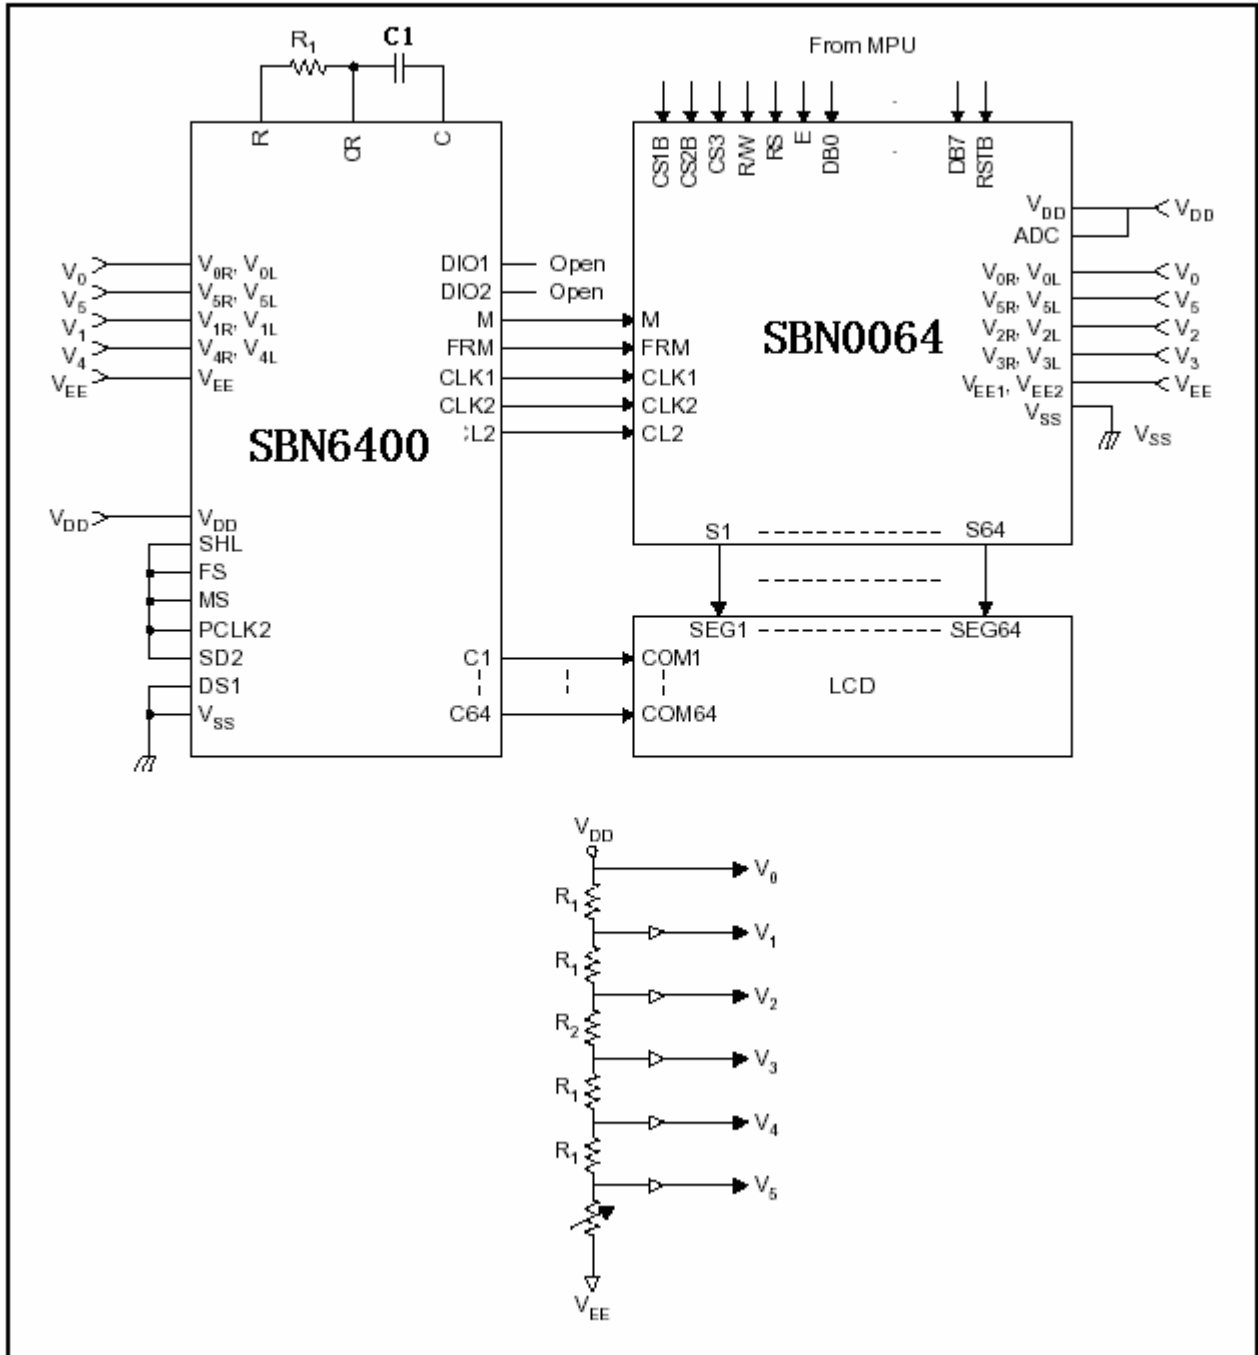 R1
C1
From MPU
R
CR
C
CS1B
CS2B
CS3
R/W
RS
E
DB0
DB7
RSTB
V0
V5
V1
V4
VEE
V0R, V0L
V5R, V5L
V1R, V1L
V4R, V4L
VEE
DIO1
DIO2
M
FRM
CLK1
CLK2
CL2
Open
Open
M
FRM
CLK1
CLK2
CL2
SBN6400
SBN0064
VDD
ADC
V0R, V0L
V5R, V5L
V2R, V2L
V3R, V3L
VEE1, VEE2
VSS
VDD
V0
V5
V2
V3
VEE
VSS
VDD
VDD
SHL
FS
MS
PCLK2
SD2
DS1
VSS
C1
C64
S1
S64
SEG1
SEG64
COM1
LCD
COM64
VDD
V0
R1
V1
R1
V2
R2
V3
R1
V4
R1
V5
VEE